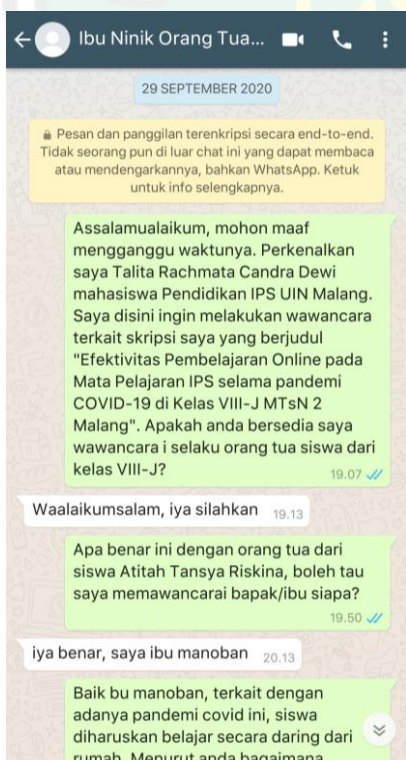 Ibu Ninik Orang Tua...
29 SEPTEMBER 2020
Pesan dan panggilan terenkripsi secara end-to-end.
Tidak seorang pun di luar chat ini yang dapat membaca
atau mendengarkannya, bahkan WhatsApp. Ketuk
untuk info selengkapnya.
Assalamualaikum, mohon maaf
mengganggu waktunya. Perkenalkan
saya Talita Rachmata Candra Dewi
mahasiswa Pendidikan IPS UIN Malang.
Saya disini ingin melakukan wawancara
terkait skripsi saya yang berjudul
"Efektivitas Pembelajaran Online pada
Mata Pelajaran IPS selama pandemi
COVID-19 di Kelas VIII-J MTsN 2
Malang". Apakah anda bersedia saya
wawancara i selaku orang tua siswa dari
kelas VIII-J?
19.07
Waalaikumsalam, iya silahkan 19.13
Apa benar ini dengan orang tua dari
siswa Atitah Tansya Riskina, boleh tau
saya memawancarai bapak/ibu siapa?
19.50
iya benar, saya ibu manoban 20.13
Baik bu manoban, terkait dengan
adanya pandemi covid ini, siswa
diharuskan belajar secara daring dari
rumah. Menurut anda bagaimana